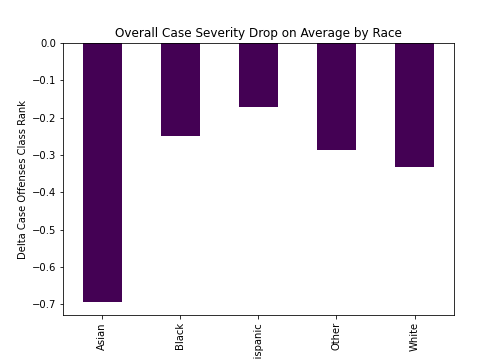 Overall Case Severity Drop on Average by Race
Delta Case Offenses Class Rank
0.0
−0.1
−0.2
−0.3
−0.4
−0.5
−0.6
−0.7
Asian
Black
ispanic
Other
White